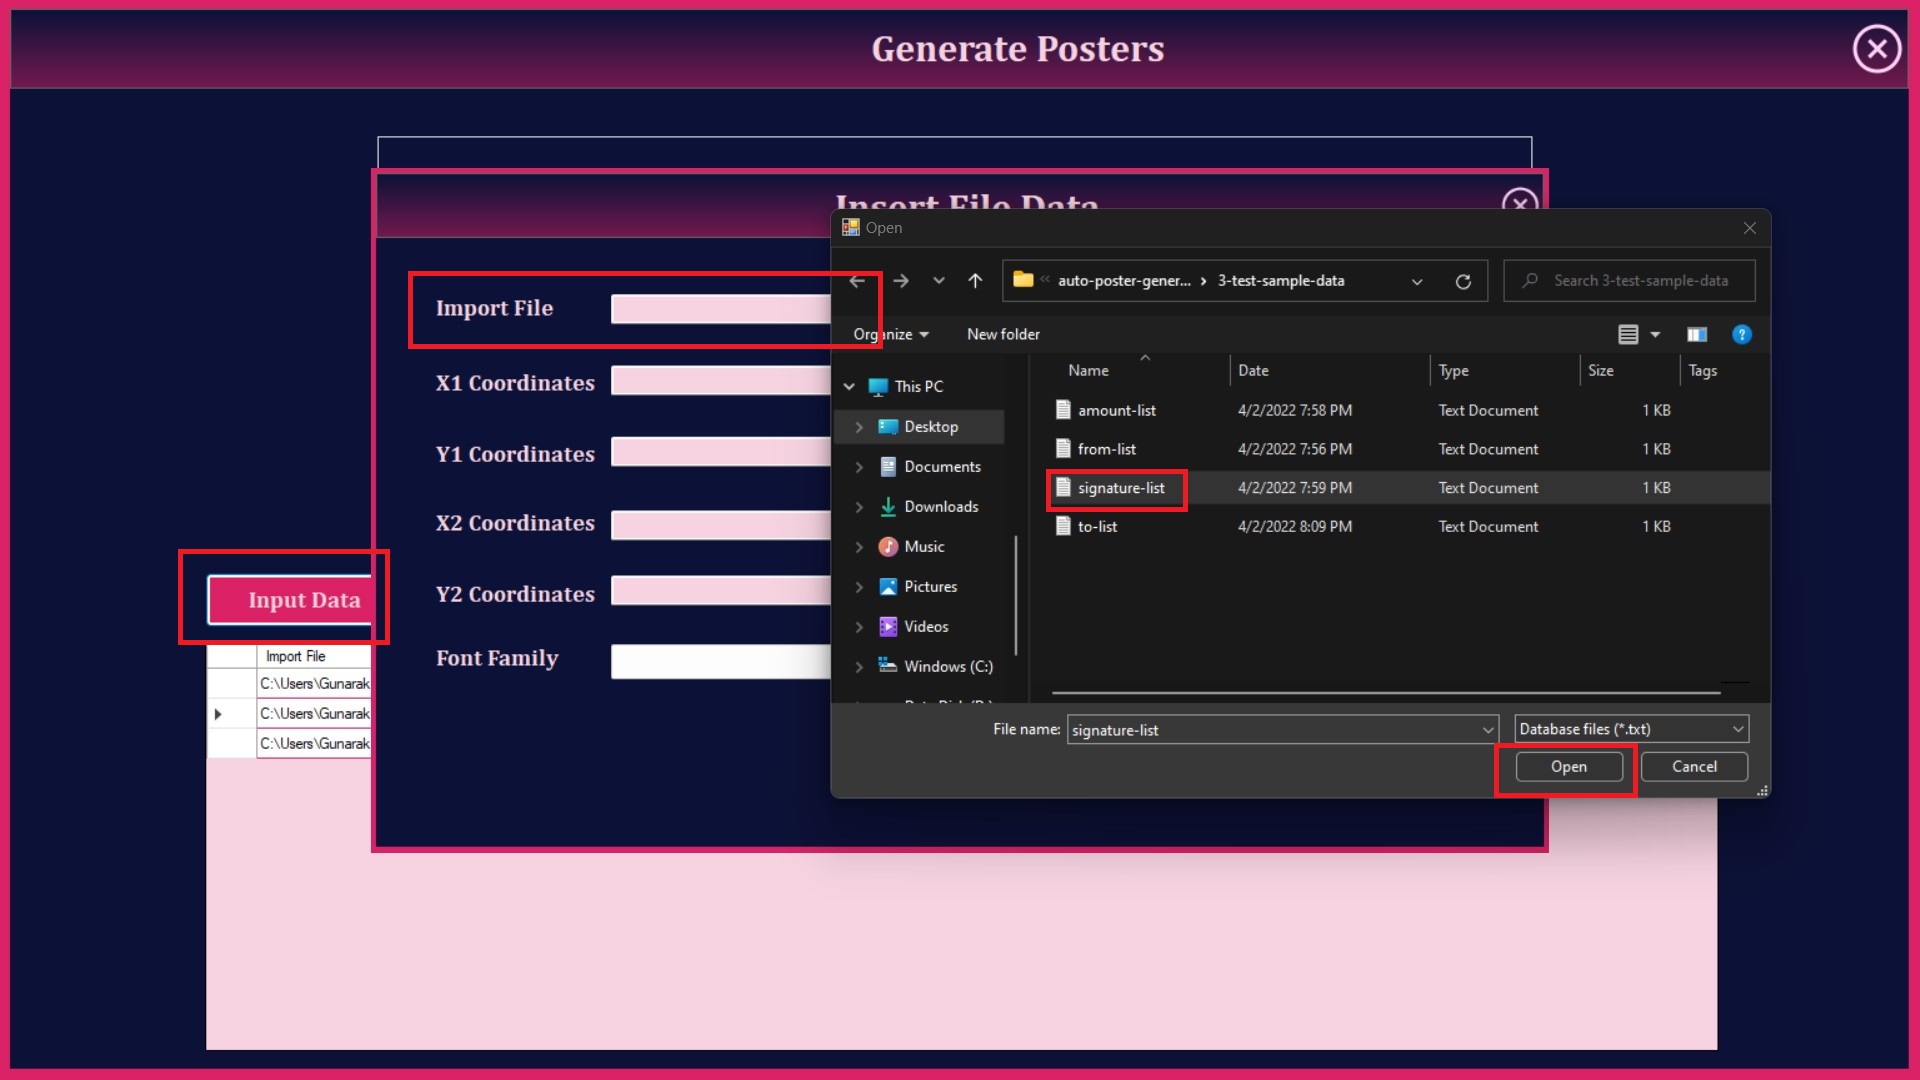 Generate Posters
Insert File Data
Open
auto-poster-gener... 3-test-sample-data
Search 3-test-sample-data
Import File
Organize
New folder
Name
Date
Type
Size
Tags
X1 Coordinates
This PC
amount-list
4/2/2022 7:58 PM
Text Document
1 KB
Desktop
from-list
4/2/2022 7:56 PM
Text Document
1 KB
Y1 Coordinates
Documents
signature-list
4/2/2022 7:59 PM
Text Document
1 KB
Downloads
X2 Coordinates
to-list
4/2/2022 8:09 PM
Text Document
1 KB
Music
Y2 Coordinates
Pictures
Input Data
Videos
Font Family
Windows (C:)
Import File
C:\Users\Gunarak
C:\Users\Gunarak
C:\Users\Gunarak
File name:
signature-list
Database files (*.txt)
Open
Cancel